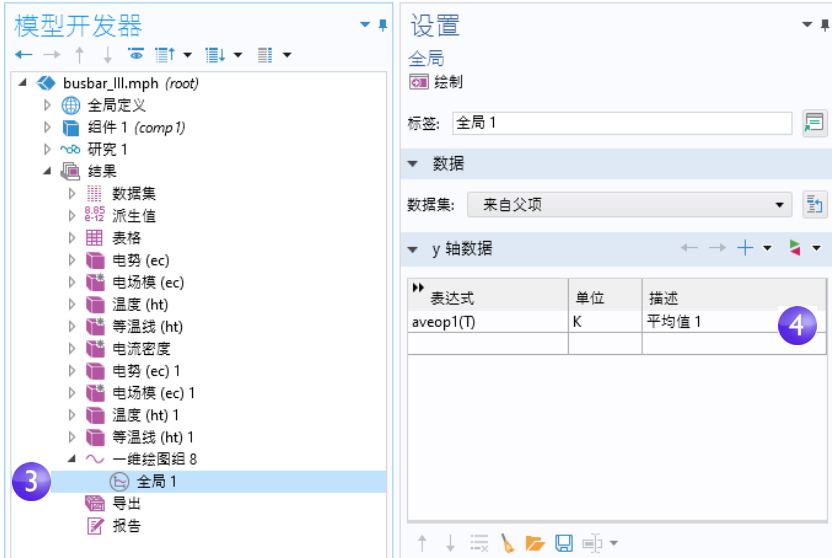 模型开发器
busbar_lll.mph (root)
全局定义
组件 1 (comp1)
研究 1
结果
数据集
8.85
e-12
派生值
表格
电势 (ec)
电场模 (ec)
温度 (ht)
等温线 (ht)
电流密度
电势 (ec) 1
电场模 (ec) 1
温度 (ht) 1
等温线 (ht) 1
一维绘图组 8
3
全局 1
导出
报告
设置
全局
绘制
标签: 全局 1
数据
数据集: 来自父项
y 轴数据
表达式 单位 描述
aveop1(T) K 平均值 1
4